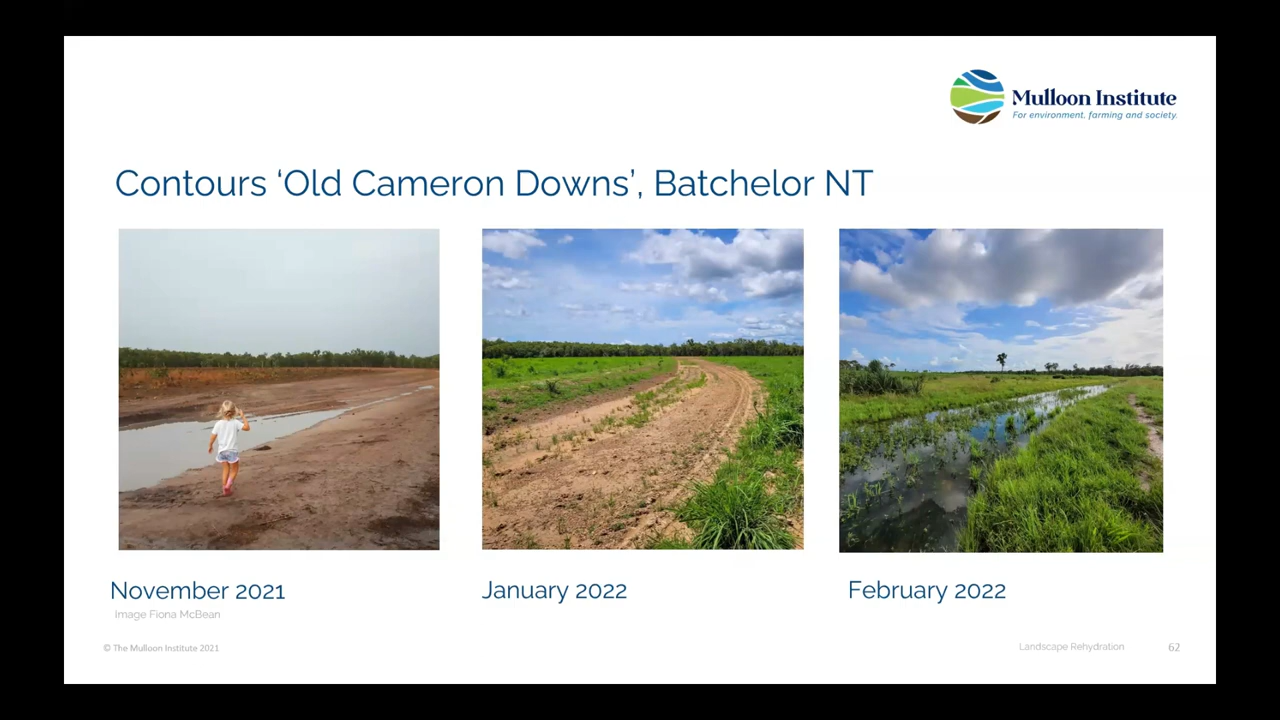 Mulloon Institute
For environment, farming and society.
Contours ‘Old Cameron Downs’, Batchelor NT
November 2021
January 2022
February 2022
Image Fiona McBean
© The Mulloon Institute 2021
Landscape Rehydration
62